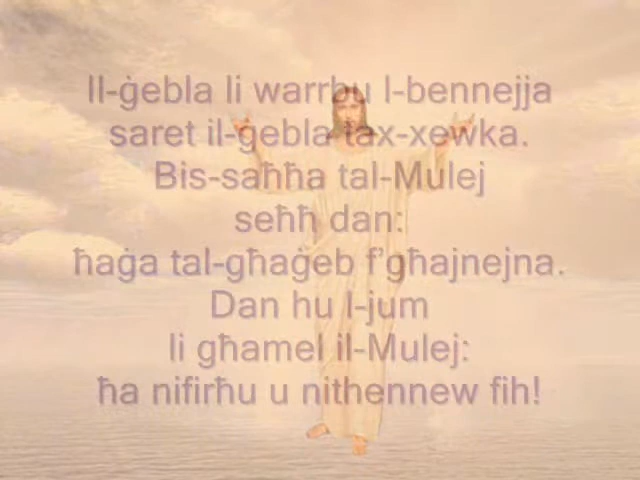 Il-ġebla li warrbu l-bennejja
saret il-ġebla tax-xewka.
Bis-saħħa tal-Mulej
seħħ dan:
ħaġa tal-għaġeb f'għajnejna.
Dan hu l-jum
li għamel il-Mulej:
ħa nifirħu u nithennew fih!